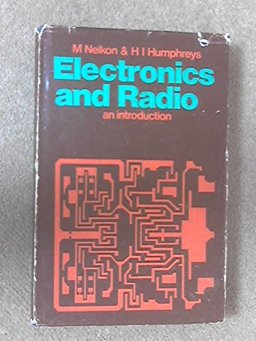 M Nelkon & H I Humphreys
Electronics
and Radio
an introduction